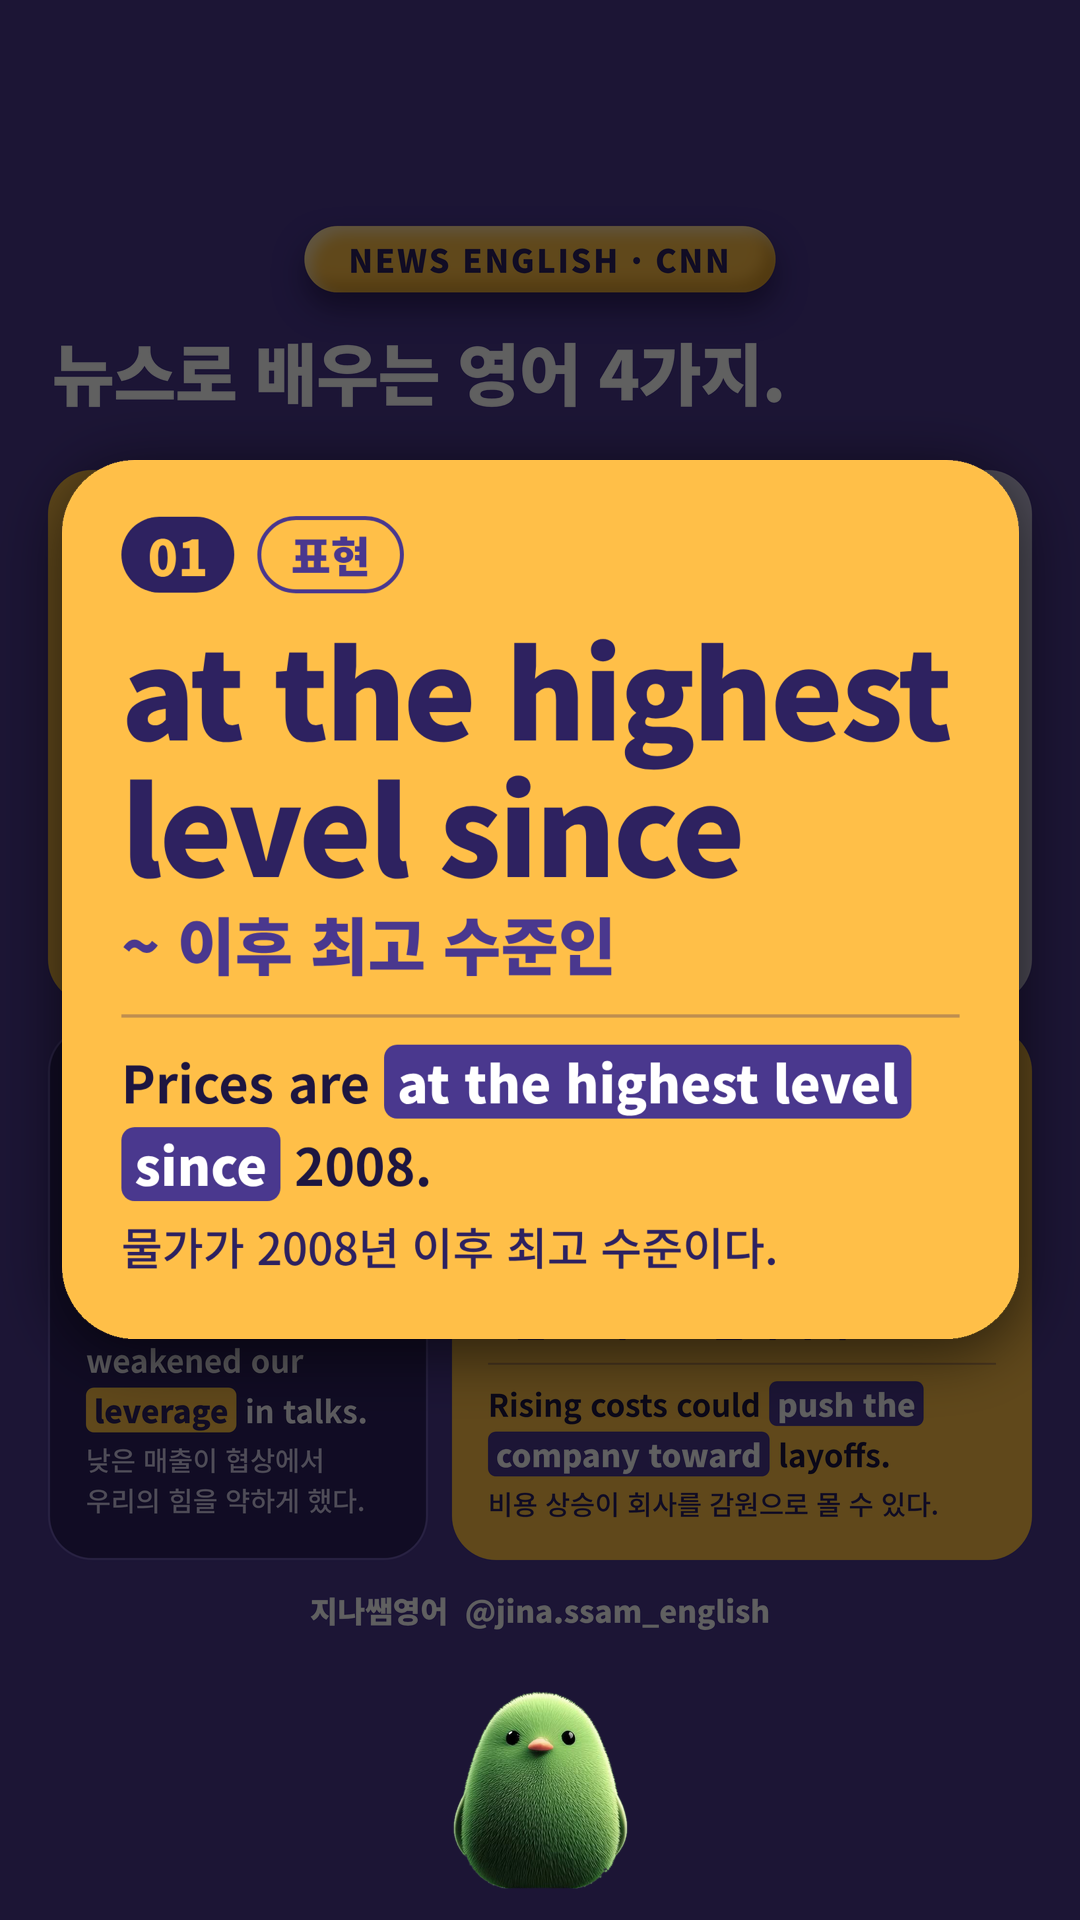 NEWS ENGLISH · CNN
뉴스로 배우는 영어 4가지.
01 표현
at the highest
level since
~ 이후 최고 수준인
Prices are at the highest level
since 2008.
물가가 2008년 이후 최고 수준이다.
weakened our
leverage in talks.
낮은 매출이 협상에서
우리의 힘을 약하게 했다.
Rising costs could push the
company toward layoffs.
비용 상승이 회사를 감원으로 몰 수 있다.
지나쌤영어 @jina.ssam_english